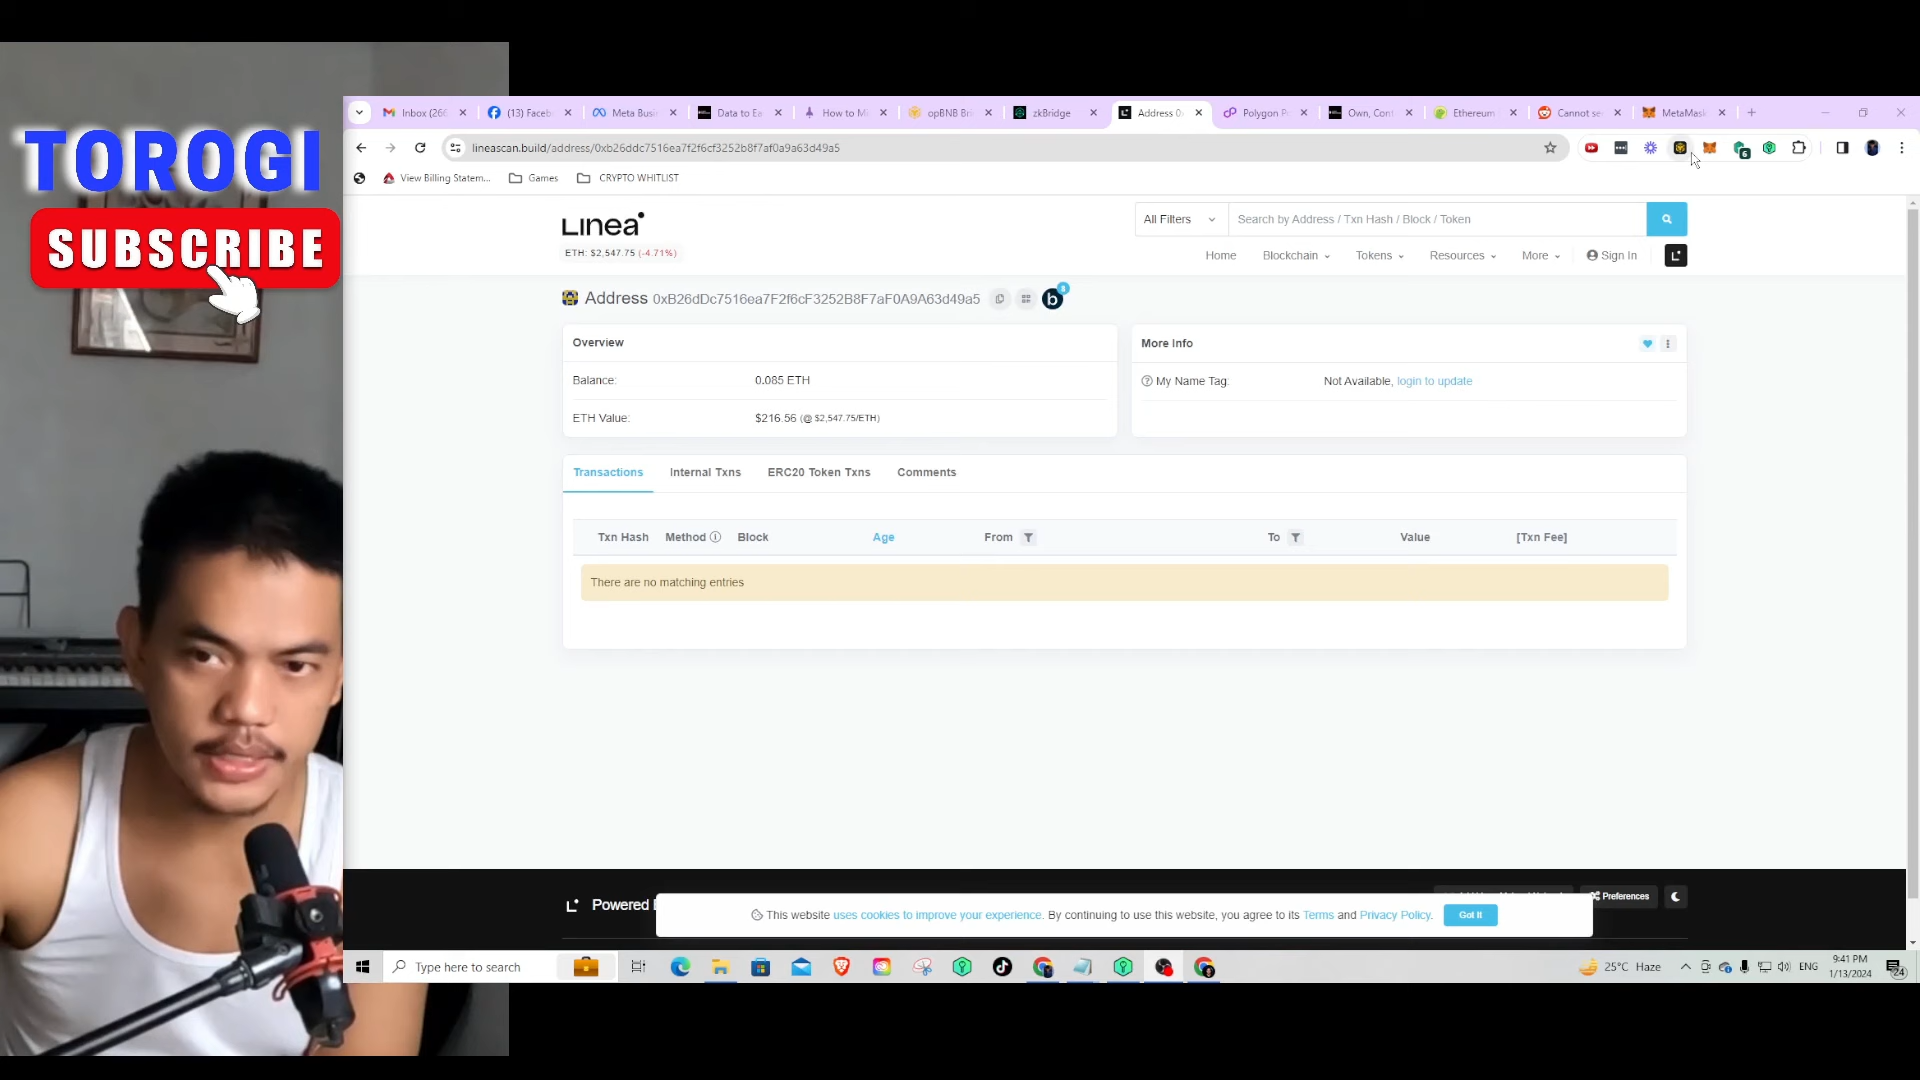 TOROGI
SUBSCRIBE
Inbox (266
(13) Faceb
Meta Busi
Data to Ea
How to Mi
opBNB Bri
zkBridge
Address 0
Polygon P
Own, Cont
Ethereum
Cannot se
MetaMask
lineascan.build/address/0xb26ddc7516ea7f2f6cf3252b8f7af0a9a63d49a5
6
View Billing Statem...
Games
CRYPTO WHITLIST
Linea
ETH: $2,547.75 (-4.71%)
All Filters
Search by Address / Txn Hash / Block / Token
Home
Blockchain
Tokens
Resources
More
Sign In
Address 0xB26dDc7516ea7F2f6cF3252B8F7aF0A9A63d49a5
b
Overview
Balance:
0.085 ETH
ETH Value:
$216.56 (@ $2,547.75/ETH)
More Info
My Name Tag:
Not Available, login to update
Transactions
Internal Txns
ERC20 Token Txns
Comments
Txn Hash
Method
Block
Age
From
To
Value
[Txn Fee]
There are no matching entries
Powered
Preferences
This website uses cookies to improve your experience. By continuing to use this website, you agree to its Terms and Privacy Policy.
Got It
Type here to search
25°C Haze
ENG
9:41 PM
1/13/2024
24